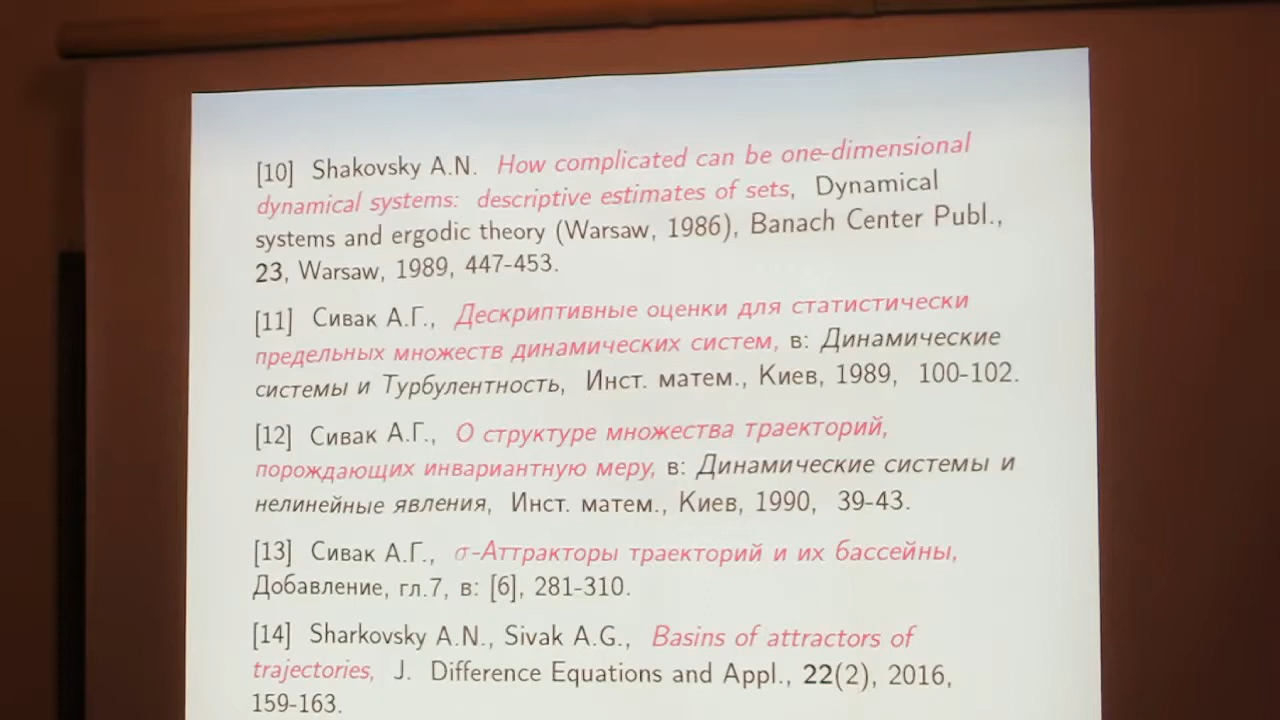 [10] Shakovsky A.N. How complicated can be one-dimensional
dynamical systems: descriptive estimates of sets, Dynamical
systems and ergodic theory (Warsaw, 1986), Banach Center Publ.,
23, Warsaw, 1989, 447-453.
[11] Сивак А.Г., Дескриптивные оценки для статистически
предельных множеств динамических систем, в: Динамические
системы и Турбулентность, Инст. матем., Киев, 1989, 100-102.
[12] Сивак А.Г., О структуре множества траекторий,
порождающих инвариантную меру, в: Динамические системы и
нелинейные явления, Инст. матем., Киев, 1990, 39-43.
[13] Сивак А.Г., σ-Аттракторы траекторий и их бассейны,
Добавление, гл.7, в: [6], 281-310.
[14] Sharkovsky A.N., Sivak A.G., Basins of attractors of
trajectories, J. Difference Equations and Appl., 22(2), 2016,
159-163.